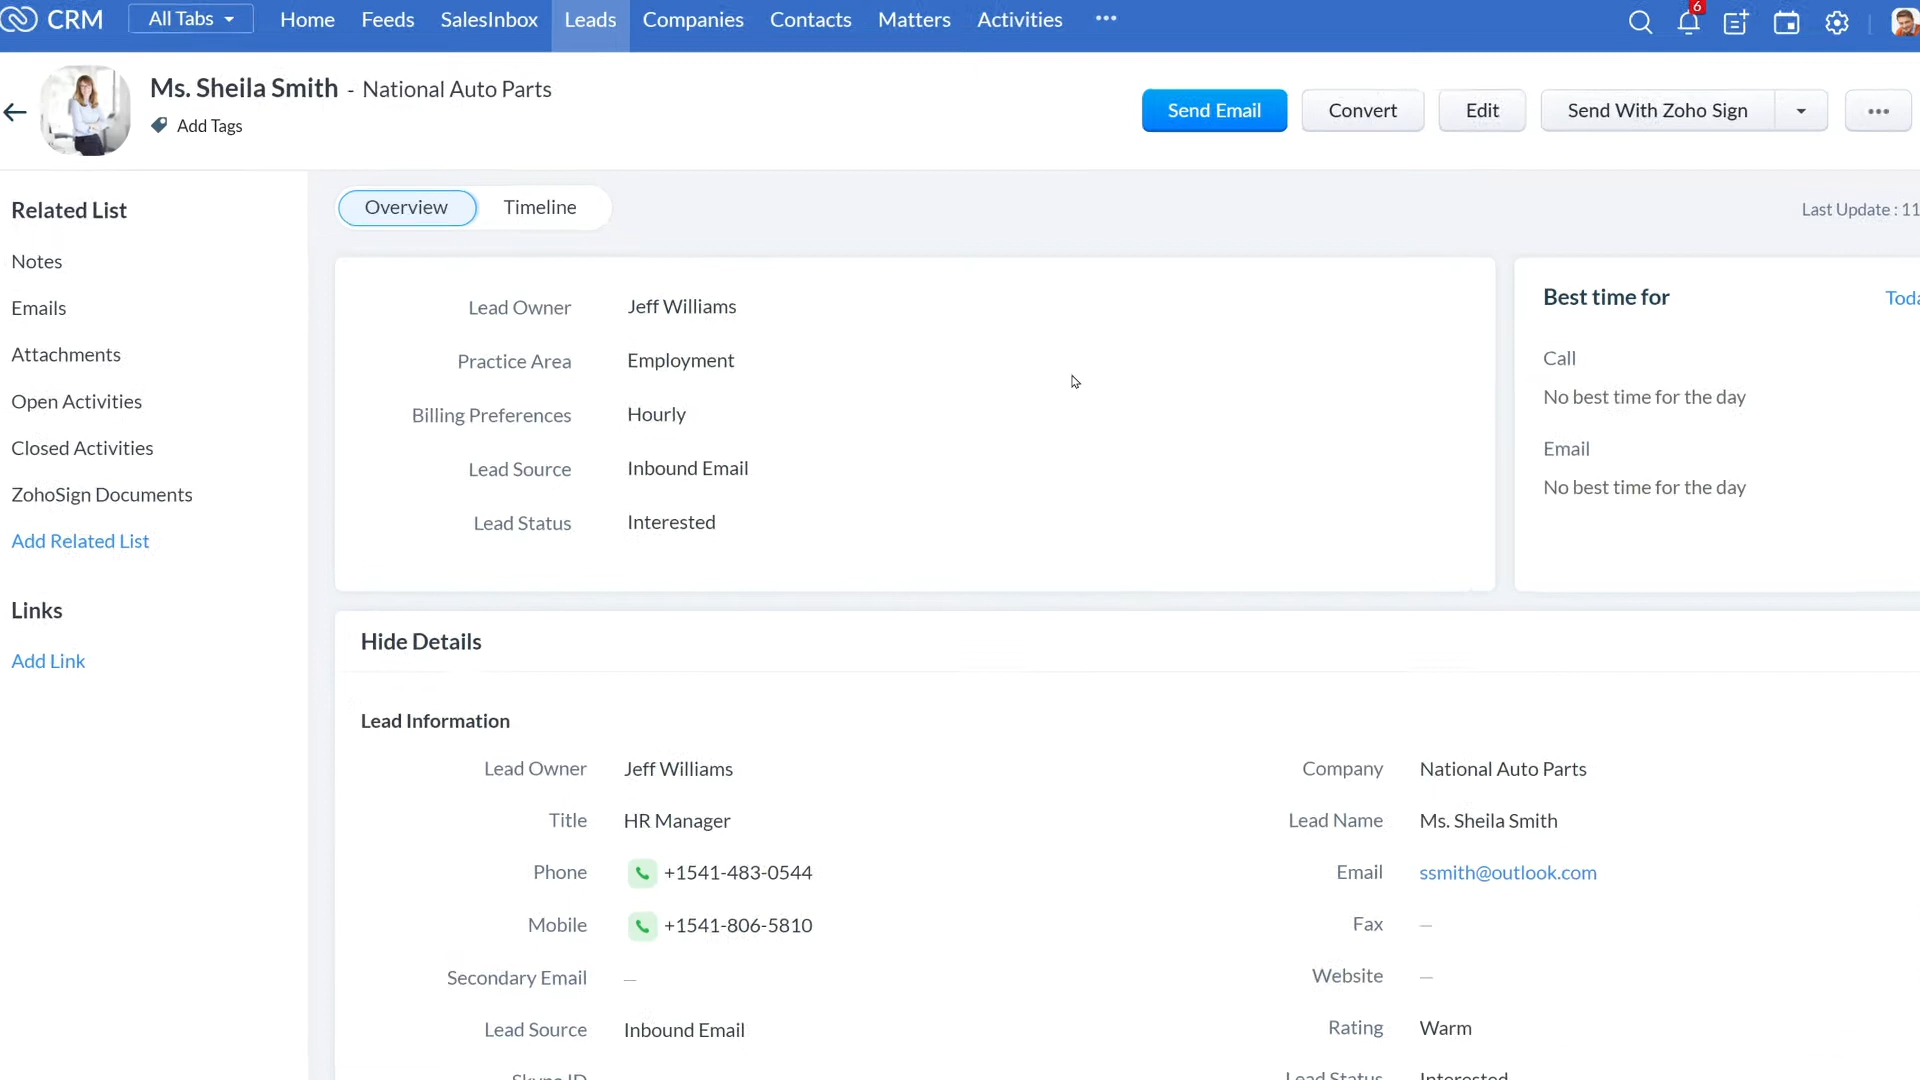 CRM
All Tabs
Home
Feeds
SalesInbox
Leads
Companies
Contacts
Matters
Activities
•••
6
Ms. Sheila Smith - National Auto Parts
Add Tags
Send Email
Convert
Edit
Send With Zoho Sign
•••
Related List
Notes
Emails
Attachments
Open Activities
Closed Activities
ZohoSign Documents
Add Related List
Links
Add Link
Overview
Timeline
Last Update : 11
Lead Owner Jeff Williams
Practice Area Employment
Billing Preferences Hourly
Lead Source Inbound Email
Lead Status Interested
Best time for
Toda
Call
No best time for the day
Email
No best time for the day
Hide Details
Lead Information
Lead Owner Jeff Williams
Company National Auto Parts
Title HR Manager
Lead Name Ms. Sheila Smith
Phone +1541-483-0544
Email ssmith@outlook.com
Mobile +1541-806-5810
Fax —
Secondary Email —
Website —
Lead Source Inbound Email
Rating Warm
Skype ID
Lead Status Interested